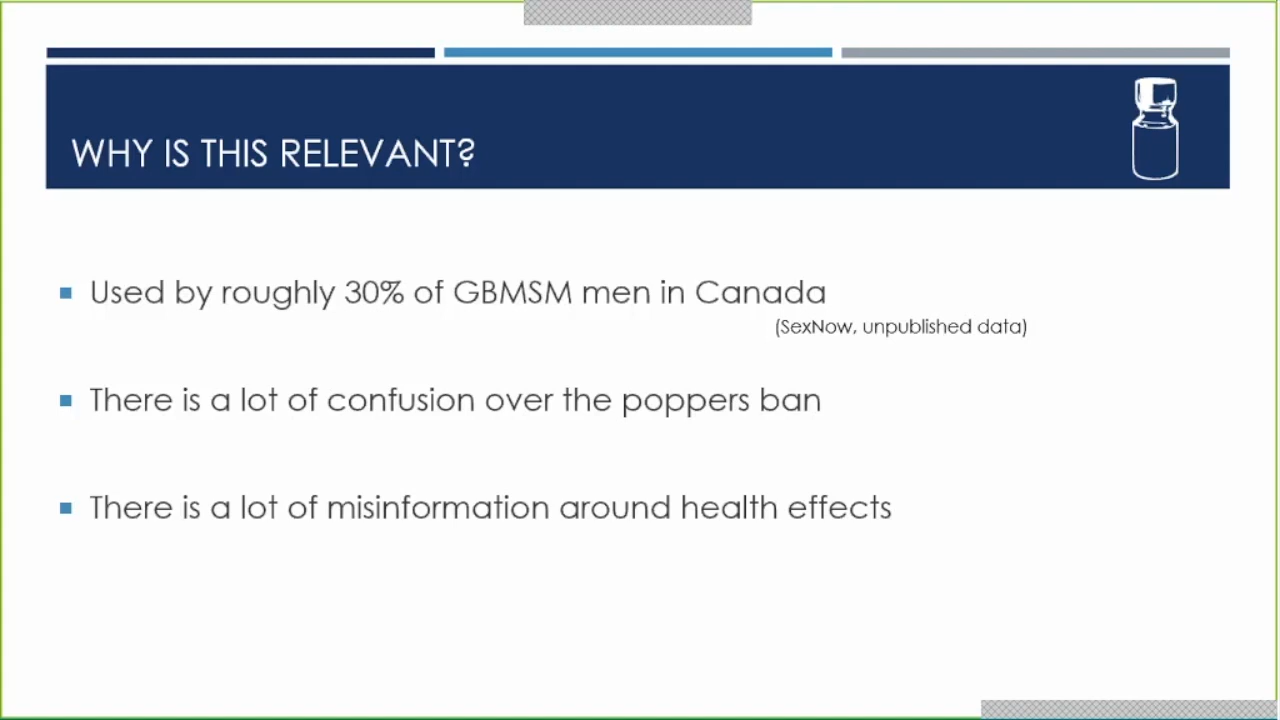 WHY IS THIS RELEVANT?
Used by roughly 30% of GBMSM men in Canada
(SexNow, unpublished data)
There is a lot of confusion over the poppers ban
There is a lot of misinformation around health effects